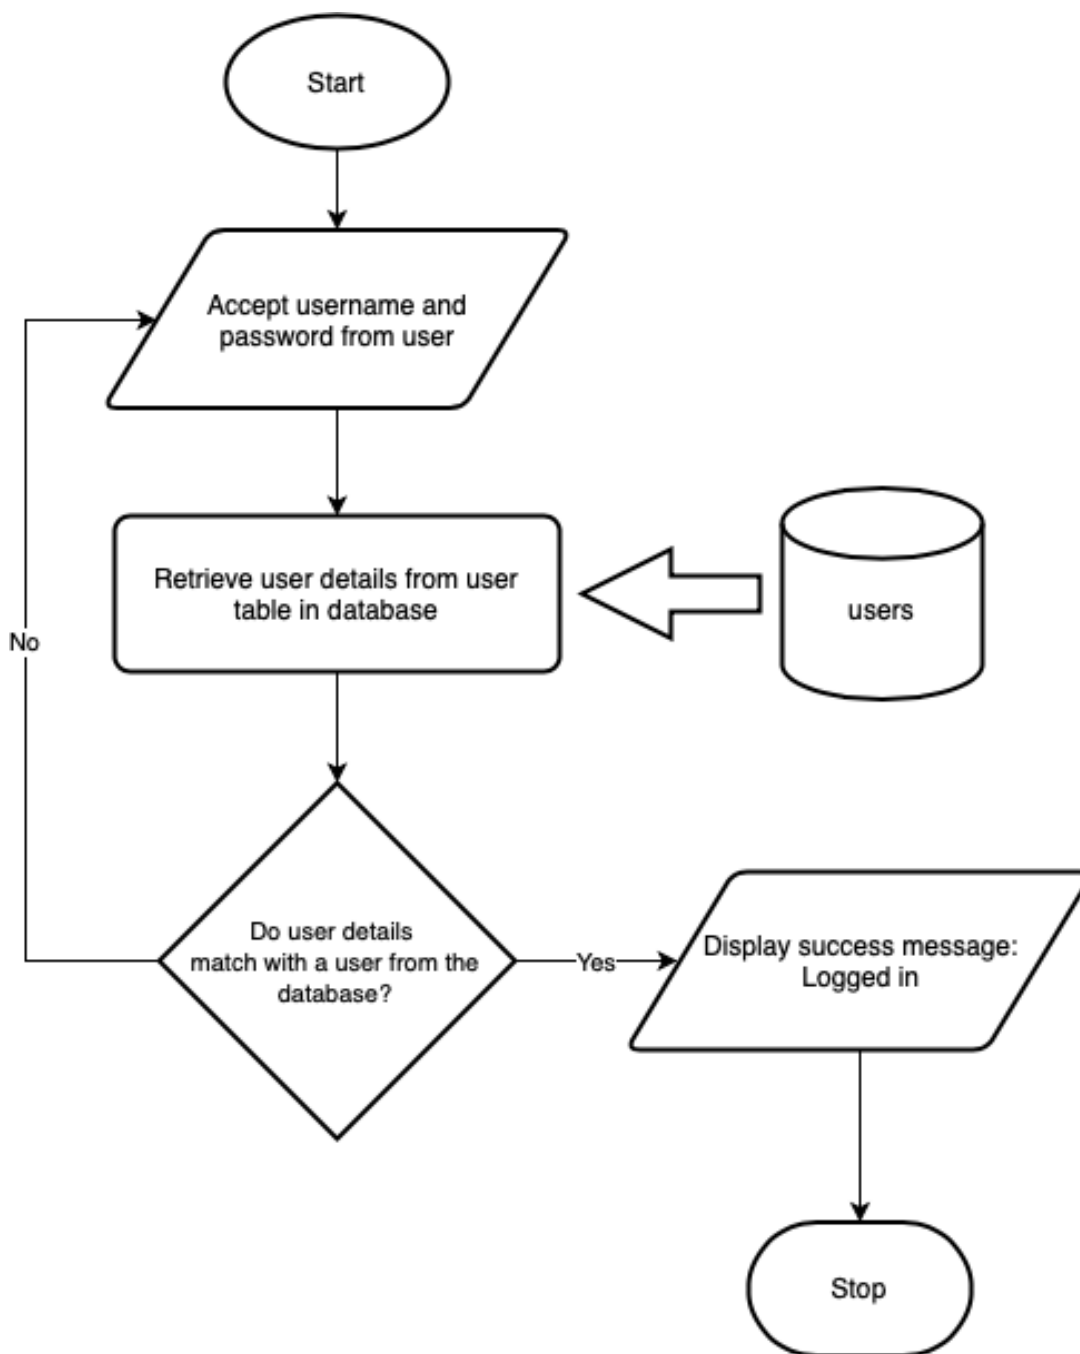 Start
Accept username and
password from user
Retrieve user details from user
table in database
users
No
Do user details
match with a user from the
database?
Yes
Display success message:
Logged in
Stop